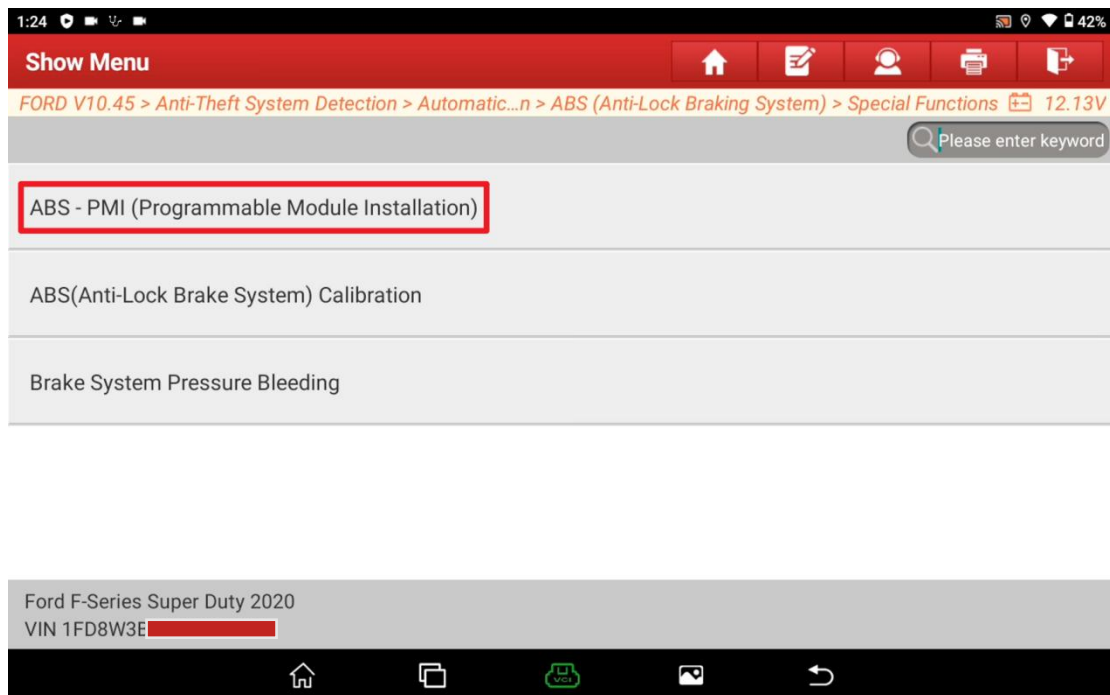 1:24 42%
Show Menu
FORD V10.45 > Anti-Theft System Detection > Automatic...n > ABS (Anti-Lock Braking System) > Special Functions 12.13V
Please enter keyword
ABS - PMI (Programmable Module Installation)
ABS(Anti-Lock Brake System) Calibration
Brake System Pressure Bleeding
Ford F-Series Super Duty 2020
VIN 1FD8W3E
VCI